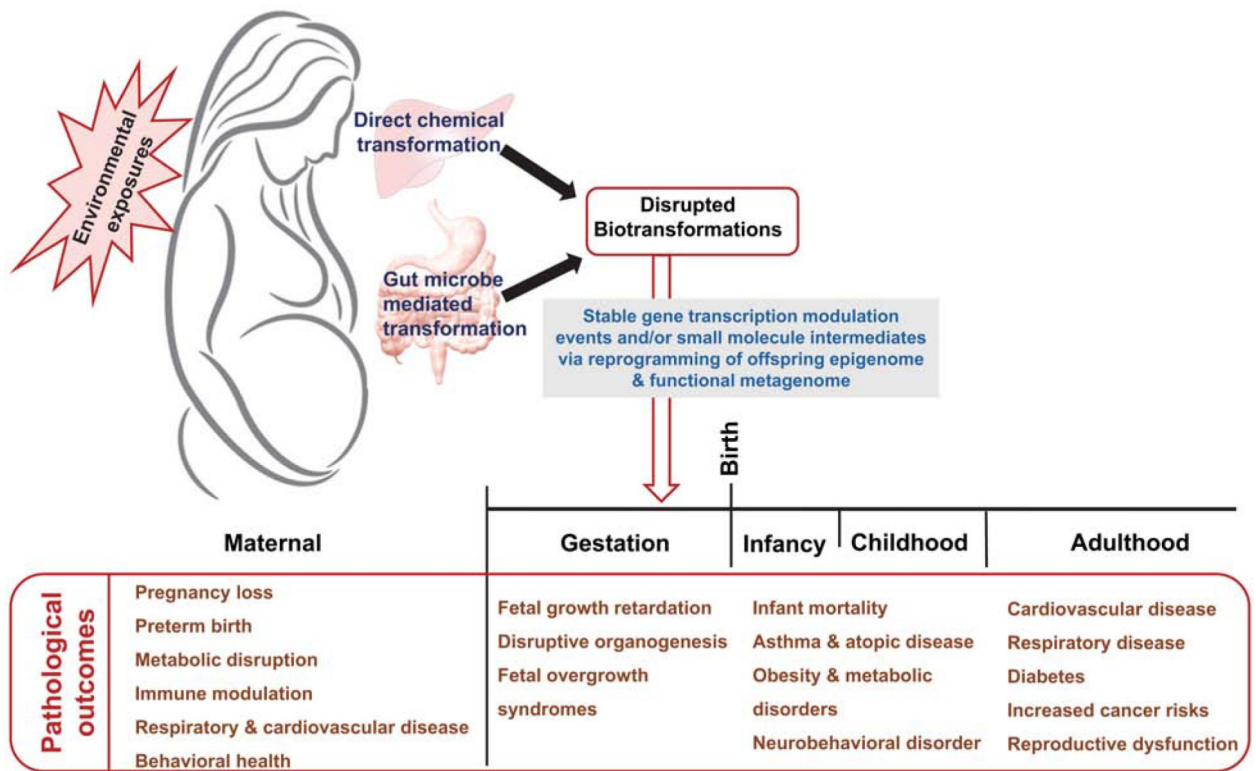 Environmental
exposures
Direct chemical
transformation
Gut microbe
mediated
transformation
Disrupted
Biotransformations
Stable gene transcription modulation
events and/or small molecule intermediates
via reprogramming of offspring epigenome
& functional metagenome
Birth
Maternal
Gestation
Infancy
Childhood
Adulthood
Pathological
outcomes
Pregnancy loss
Preterm birth
Metabolic disruption
Immune modulation
Respiratory & cardiovascular disease
Behavioral health
Fetal growth retardation
Disruptive organogenesis
Fetal overgrowth
syndromes
Infant mortality
Asthma & atopic disease
Obesity & metabolic
disorders
Neurobehavioral disorder
Cardiovascular disease
Respiratory disease
Diabetes
Increased cancer risks
Reproductive dysfunction